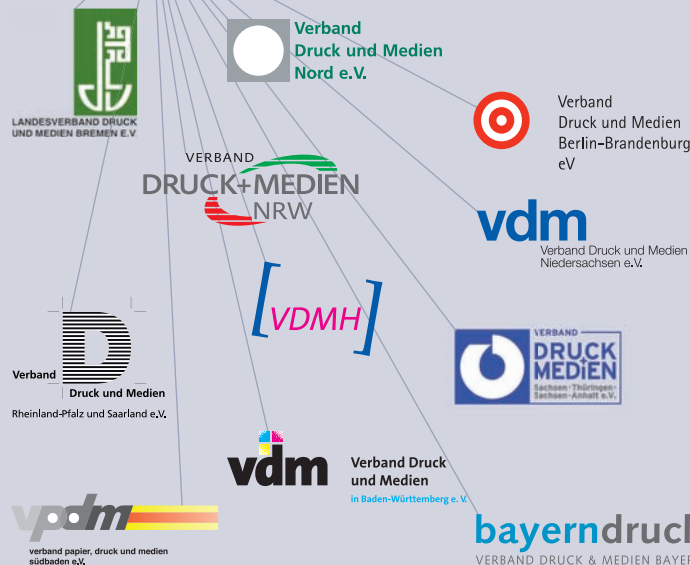 LANDESVERBAND DRUCK
UND MEDIEN BREMEN E.V.
Verband
Druck und Medien
Nord e.V.
Verband
Druck und Medien
Berlin-Brandenburg
eV
VERBAND
DRUCK+MEDIEN
NRW
vdm
Verband Druck und Medien
Niedersachsen e.V.
[VDMH]
D
Verband
Druck und Medien
Rheinland-Pfalz und Saarland e.V.
VERBAND
DRUCK+
MEDIEN
Sachsen·Thüringen·
Sachsen-Anhalt e.V.
vdm
Verband Druck
und Medien
in Baden-Württemberg e. V.
vpdm
verband papier, druck und medien
südbaden e.V.
bayerndruck
VERBAND DRUCK & MEDIEN BAYER